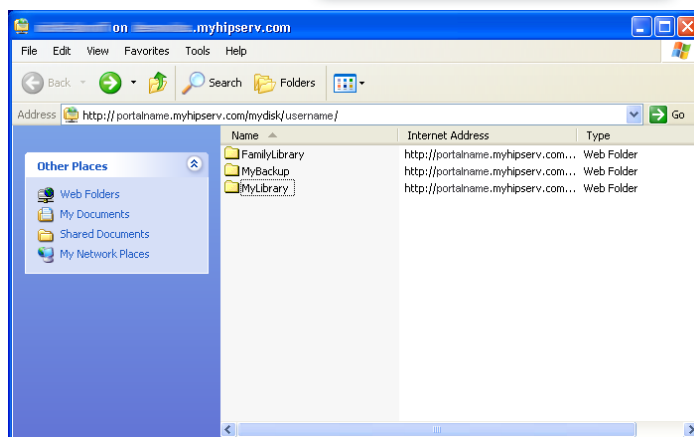 on .myhipserv.com
File Edit View Favorites Tools Help
Back Search Folders
Address http://portalname.myhipserv.com/mydisk/username/ Go
Name Internet Address Type
Other Places
Web Folders
My Documents
Shared Documents
My Network Places
FamilyLibrary http://portalname.myhipserv.com... Web Folder
MyBackup http://portalname.myhipserv.com... Web Folder
MyLibrary http://portalname.myhipserv.com... Web Folder